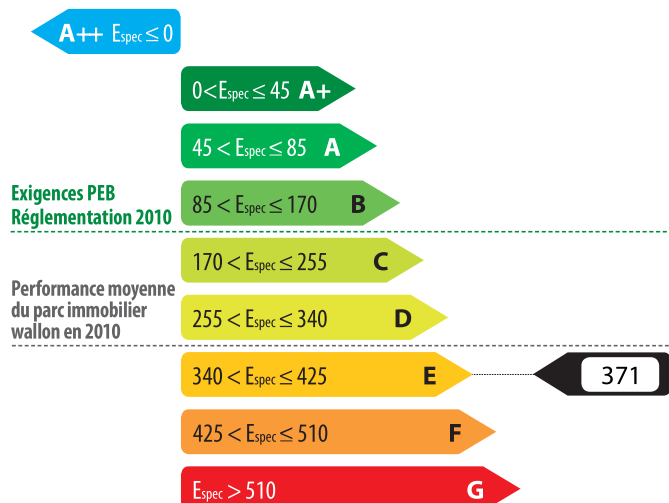 A++ Espec ≤ 0
0 < Espec ≤ 45 A+
45 < Espec ≤ 85 A
Exigences PEB
Réglementation 2010
85 < Espec ≤ 170 B
170 < Espec ≤ 255 C
Performance moyenne
du parc immobilier
wallon en 2010
255 < Espec ≤ 340 D
340 < Espec ≤ 425 E
371
425 < Espec ≤ 510 F
Espec > 510 G